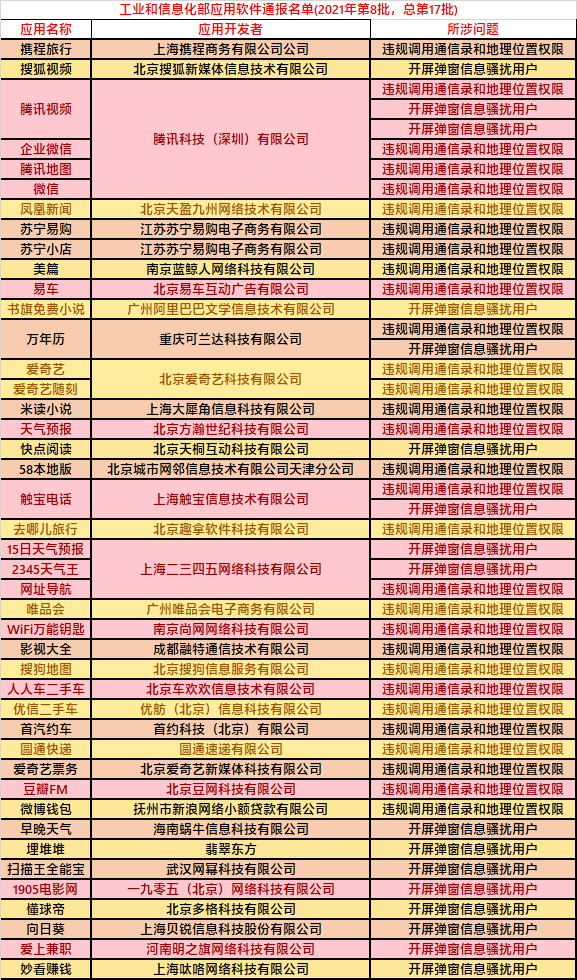 工业和信息化部应用软件通报名单(2021年第8批，总第17批)
应用名称 应用开发者 所涉问题
携程旅行 上海携程商务有限公司公司 违规调用通信录和地理位置权限
搜狐视频 北京搜狐新媒体信息技术有限公司 开屏弹窗信息骚扰用户
腾讯视频 腾讯科技（深圳）有限公司 违规调用通信录和地理位置权限
开屏弹窗信息骚扰用户
开屏弹窗信息骚扰用户
企业微信 违规调用通信录和地理位置权限
腾讯地图 违规调用通信录和地理位置权限
微信 违规调用通信录和地理位置权限
凤凰新闻 北京天盈九州网络技术有限公司 违规调用通信录和地理位置权限
苏宁易购 江苏苏宁易购电子商务有限公司 违规调用通信录和地理位置权限
苏宁小店 江苏苏宁易购电子商务有限公司 违规调用通信录和地理位置权限
美篇 南京蓝鲸人网络科技有限公司 违规调用通信录和地理位置权限
易车 北京易车互动广告有限公司 违规调用通信录和地理位置权限
书旗免费小说 广州阿里巴巴文学信息技术有限公司 开屏弹窗信息骚扰用户
万年历 重庆可兰达科技有限公司 违规调用通信录和地理位置权限
开屏弹窗信息骚扰用户
爱奇艺 北京爱奇艺科技有限公司 违规调用通信录和地理位置权限
爱奇艺随刻 违规调用通信录和地理位置权限
米读小说 上海大犀角信息科技有限公司 违规调用通信录和地理位置权限
天气预报 北京方瀚世纪科技有限公司 违规调用通信录和地理位置权限
快点阅读 北京天桐互动科技有限公司 开屏弹窗信息骚扰用户
58本地版 北京城市网邻信息技术有限公司天津分公司 违规调用通信录和地理位置权限
触宝电话 上海触宝信息技术有限公司 违规调用通信录和地理位置权限
开屏弹窗信息骚扰用户
去哪儿旅行 北京趣拿软件科技有限公司 违规调用通信录和地理位置权限
15日天气预报 上海二三四五网络科技有限公司 开屏弹窗信息骚扰用户
2345天气王 开屏弹窗信息骚扰用户
网址导航 违规调用通信录和地理位置权限
唯品会 广州唯品会电子商务有限公司 违规调用通信录和地理位置权限
WiFi万能钥匙 南京尚网网络科技有限公司 违规调用通信录和地理位置权限
影视大全 成都融特通信技术有限公司 违规调用通信录和地理位置权限
搜狗地图 北京搜狗信息服务有限公司 违规调用通信录和地理位置权限
人人车二手车 北京车欢欢信息技术有限公司 违规调用通信录和地理位置权限
优信二手车 优舫（北京）信息科技有限公司 违规调用通信录和地理位置权限
首汽约车 首约科技（北京）有限公司 违规调用通信录和地理位置权限
圆通快递 圆通速递有限公司 违规调用通信录和地理位置权限
爱奇艺票务 北京爱奇艺新媒体科技有限公司 违规调用通信录和地理位置权限
豆瓣FM 北京豆网科技有限公司 违规调用通信录和地理位置权限
微博钱包 抚州市新浪网络小额贷款有限公司 违规调用通信录和地理位置权限
早晚天气 海南蜗牛信息科技有限公司 开屏弹窗信息骚扰用户
埋堆堆 翡翠东方 开屏弹窗信息骚扰用户
扫描王全能宝 武汉网幂科技有限公司 开屏弹窗信息骚扰用户
1905电影网 一九零五（北京）网络科技有限公司 开屏弹窗信息骚扰用户
懂球帝 北京多格科技有限公司 开屏弹窗信息骚扰用户
向日葵 上海贝锐信息科技股份有限公司 开屏弹窗信息骚扰用户
爱上兼职 河南明之旗网络技术有限公司 开屏弹窗信息骚扰用户
妙看赚钱 上海呔咯网络科技有限公司 开屏弹窗信息骚扰用户